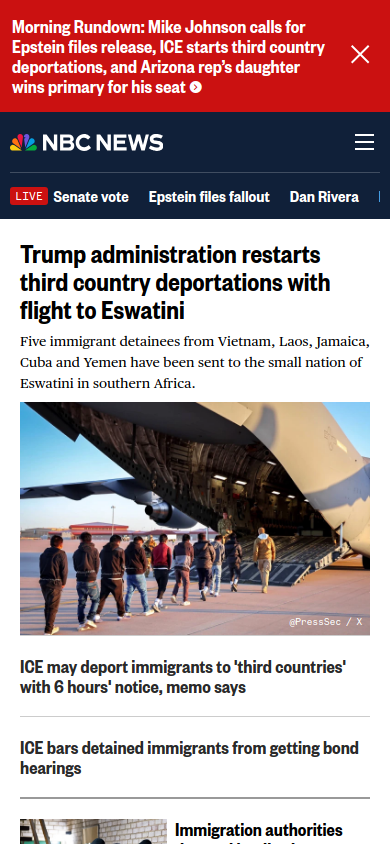 Morning Rundown: Mike Johnson calls for
Epstein files release, ICE starts third country
deportations, and Arizona rep's daughter
wins primary for his seat
NBC NEWS
LIVE Senate vote Epstein files fallout Dan Rivera
Trump administration restarts
third country deportations with
flight to Eswatini
Five immigrant detainees from Vietnam, Laos, Jamaica,
Cuba and Yemen have been sent to the small nation of
Eswatini in southern Africa.
@PressSec / X
ICE may deport immigrants to 'third countries'
with 6 hours' notice, memo says
ICE bars detained immigrants from getting bond
hearings
Immigration authorities